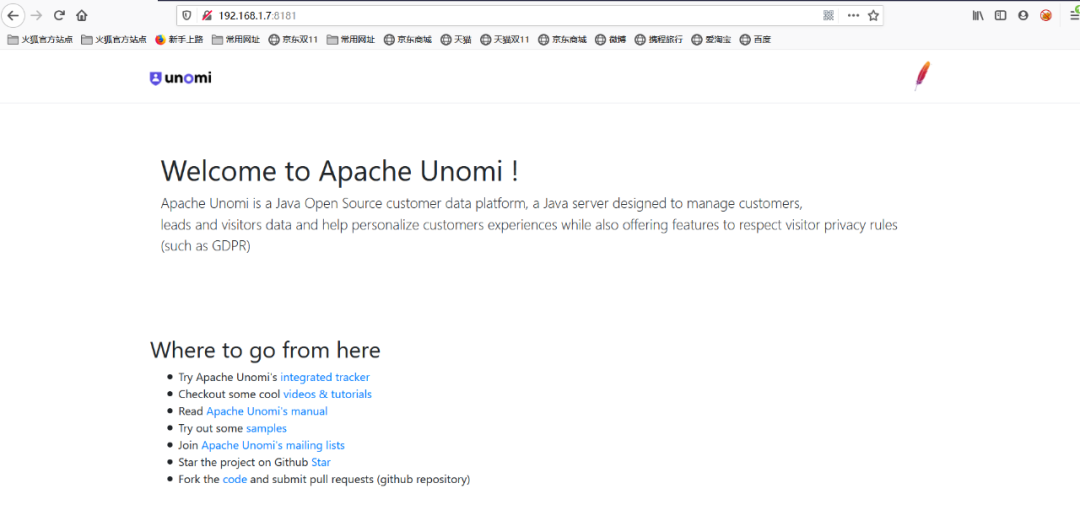 192.168.1.7:8181
火狐官方站点 火狐官方站点 新手上路 常用网址 京东双11 常用网址 京东商城 天猫 天猫双11 京东商城 微博 携程旅行 爱淘宝 百度
unomi
Welcome to Apache Unomi !
Apache Unomi is a Java Open Source customer data platform, a Java server designed to manage customers,
leads and visitors data and help personalize customers experiences while also offering features to respect visitor privacy rules
(such as GDPR)
Where to go from here
Try Apache Unomi's integrated tracker
Checkout some cool videos & tutorials
Read Apache Unomi's manual
Try out some samples
Join Apache Unomi's mailing lists
Star the project on Github Star
Fork the code and submit pull requests (github repository)